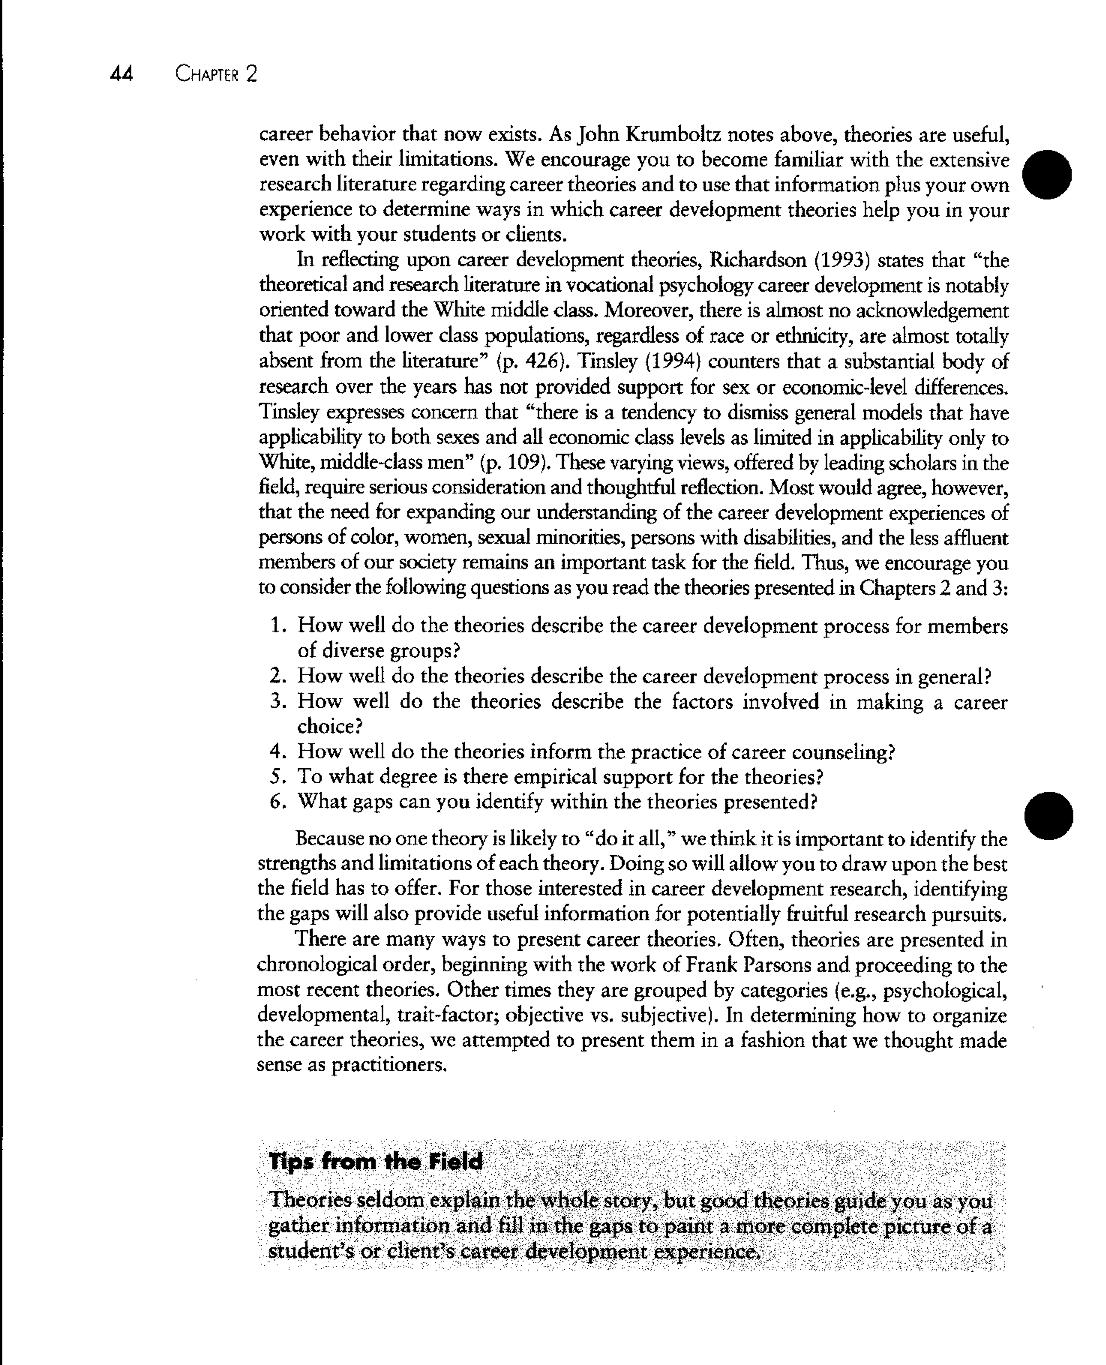 44 CHAPTER 2
career behavior that now exists. As John Krumboltz notes above, theories are useful,
even with their limitations. We encourage you to become familiar with the extensive
research literature regarding career theories and to use that information plus your own
experience to determine ways in which career development theories help you in your
work with your students or clients.
In reflecting upon career development theories, Richardson (1993) states that “the
theoretical and research literature in vocational psychology career development is notably
oriented toward the White middle class. Moreover, there is almost no acknowledgement
that poor and lower class populations, regardless of race or ethnicity, are almost totally
absent from the literature” (p. 426). Tinsley (1994) counters that a substantial body of
research over the years has not provided support for sex or economic-level differences.
Tinsley expresses concern that “there is a tendency to dismiss general models that have
applicability to both sexes and all economic class levels as limited in applicability only to
White, middle-class men” (p. 109). These varying views, offered by leading scholars in the
field, require serious consideration and thoughtful reflection. Most would agree, however,
that the need for expanding our understanding of the career development experiences of
persons of color, women, sexual minorities, persons with disabilities, and the less affluent
members of our society remains an important task for the field. Thus, we encourage you
to consider the following questions as you read the theories presented in Chapters 2 and 3:
1. How well do the theories describe the career development process for members
of diverse groups?
2. How well do the theories describe the career development process in general?
3. How well do the theories describe the factors involved in making a career
choice?
4. How well do the theories inform the practice of career counseling?
5. To what degree is there empirical support for the theories?
6. What gaps can you identify within the theories presented?
Because no one theory is likely to “do it all,” we think it is important to identify the
strengths and limitations of each theory. Doing so will allow you to draw upon the best
the field has to offer. For those interested in career development research, identifying
the gaps will also provide useful information for potentially fruitful research pursuits.
There are many ways to present career theories. Often, theories are presented in
chronological order, beginning with the work of Frank Parsons and proceeding to the
most recent theories. Other times they are grouped by categories (e.g., psychological,
developmental, trait-factor; objective vs. subjective). In determining how to organize
the career theories, we attempted to present them in a fashion that we thought made
sense as practitioners.
Tips from the Field
Theories seldom explain the whole story, but good theories guide you as you
gather information and fill in the gaps to paint a more complete picture of a
student's or client's career development experience.